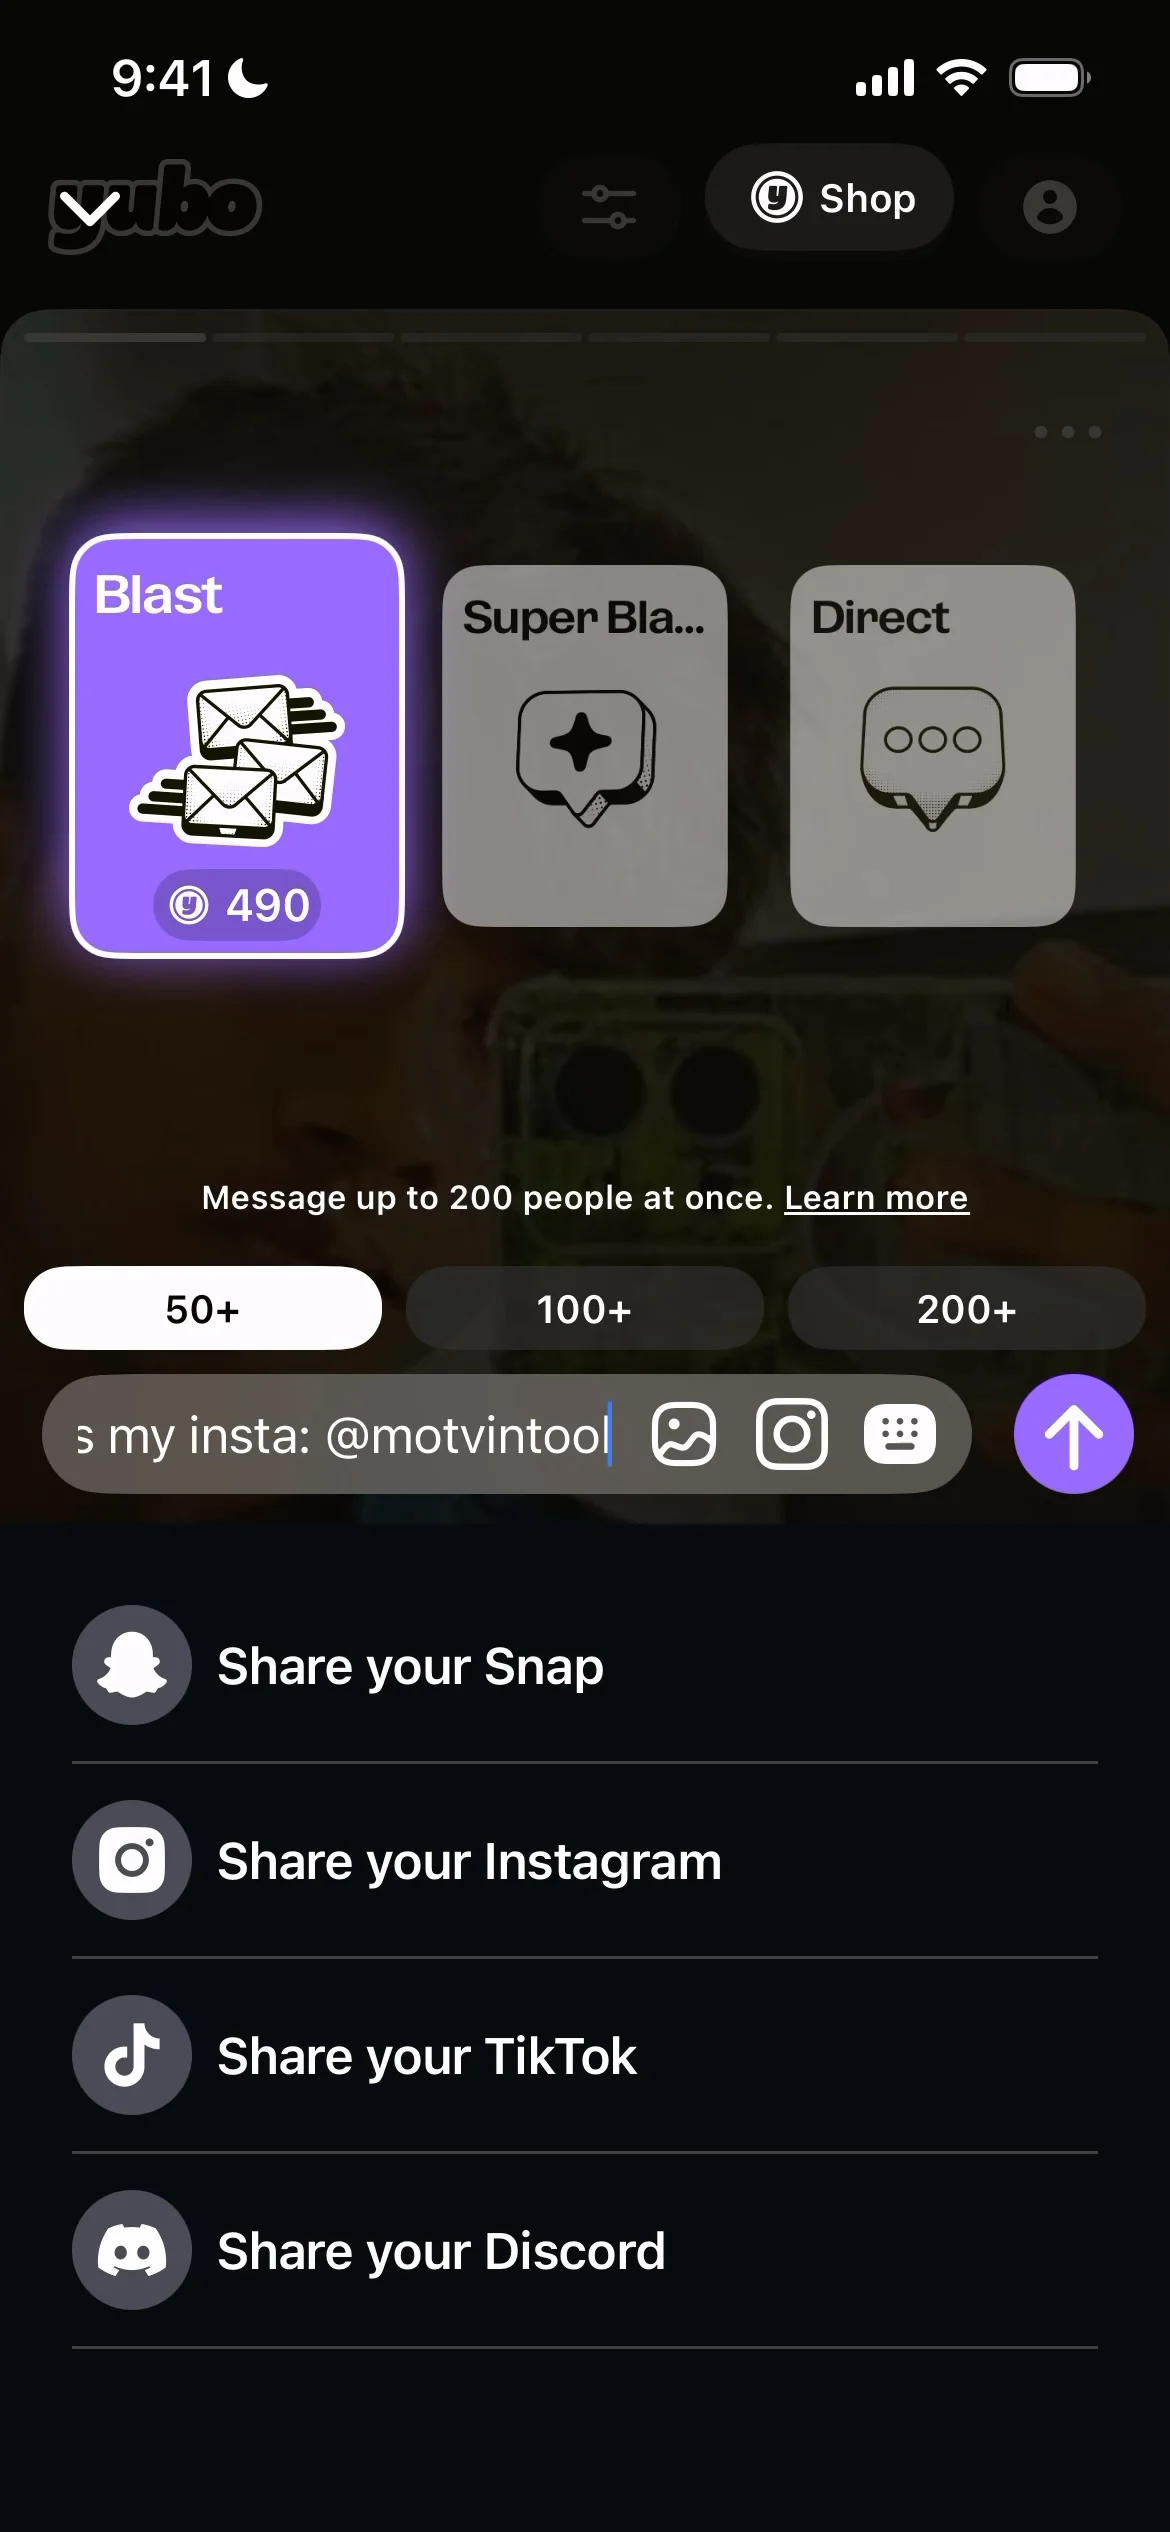 9:41
yubo
Shop
Blast
490
Super Bla...
Direct
Message up to 200 people at once. Learn more
50+
100+
200+
s my insta: @motvintool
Share your Snap
Share your Instagram
Share your TikTok
Share your Discord